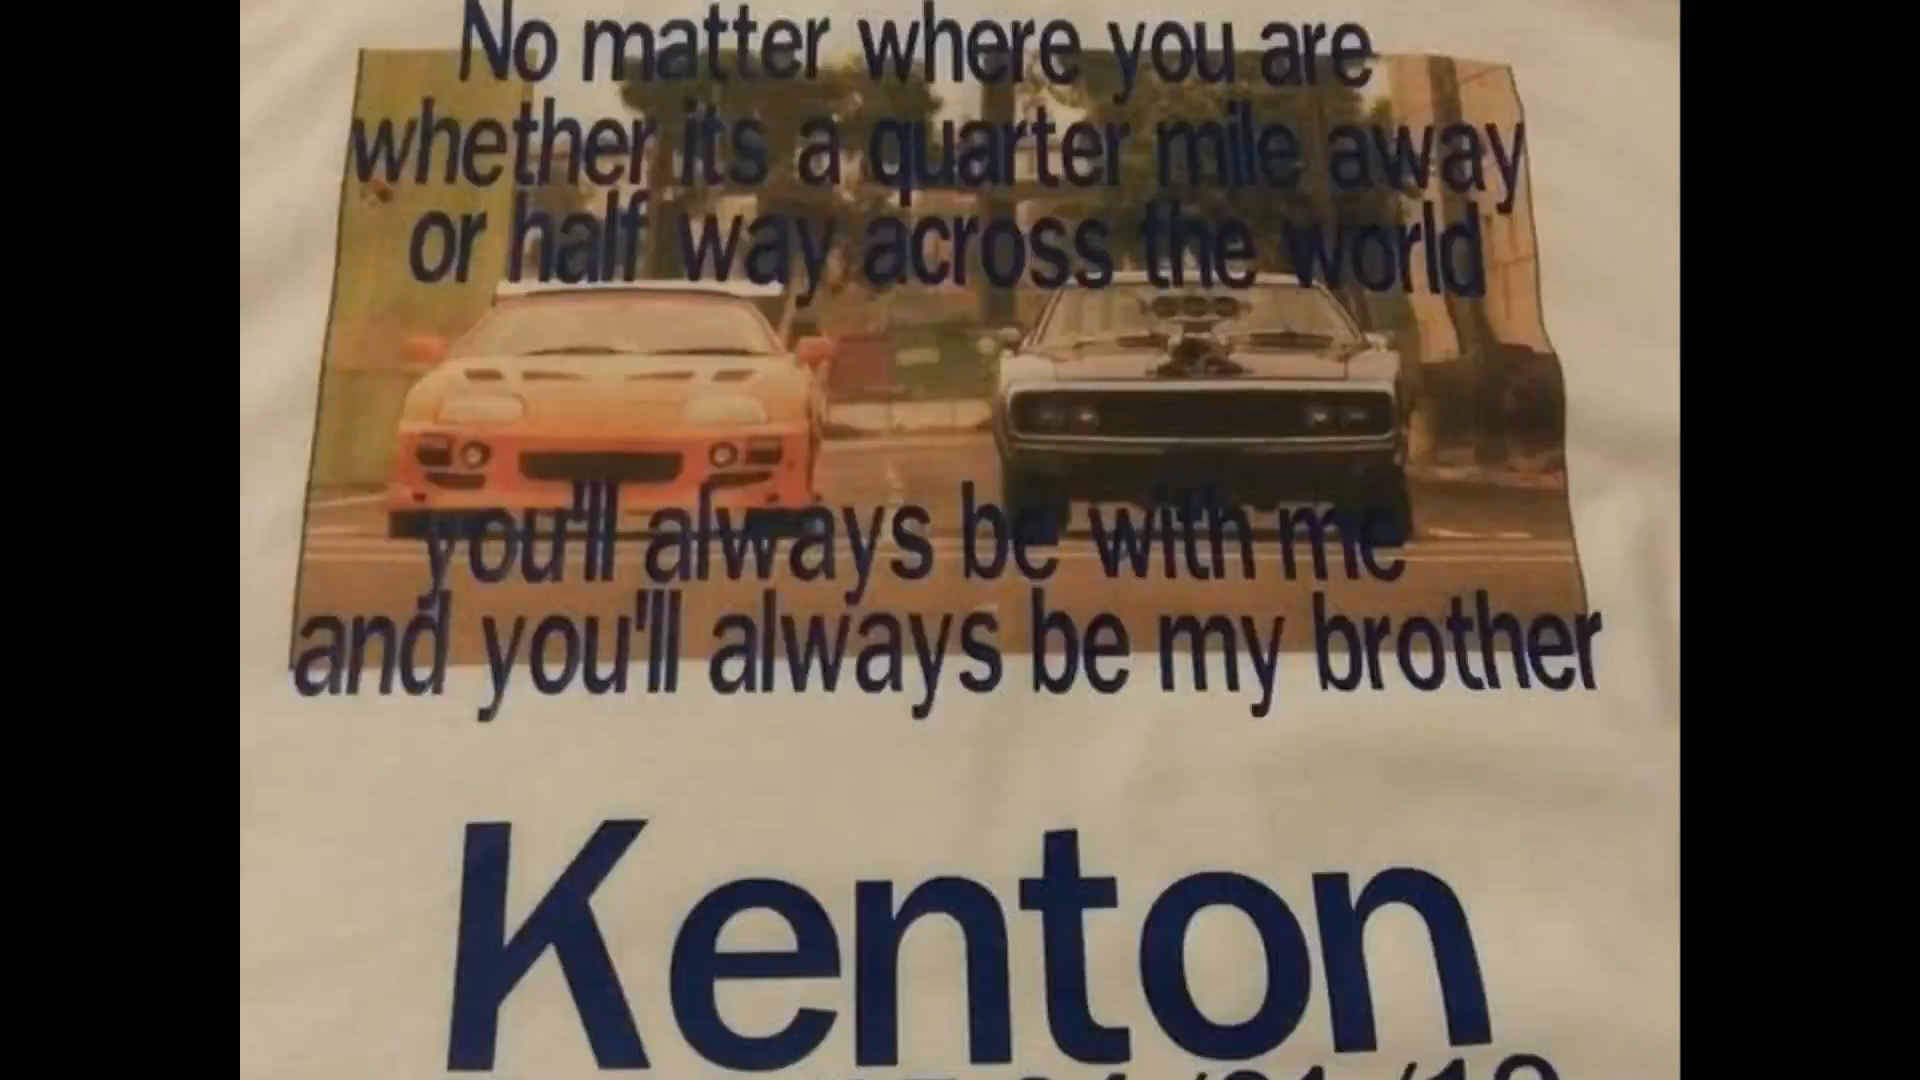 No matter where you are
whether its a quarter mile away
or half way across the world
you'll always be with me
and you'll always be my brother
Kenton